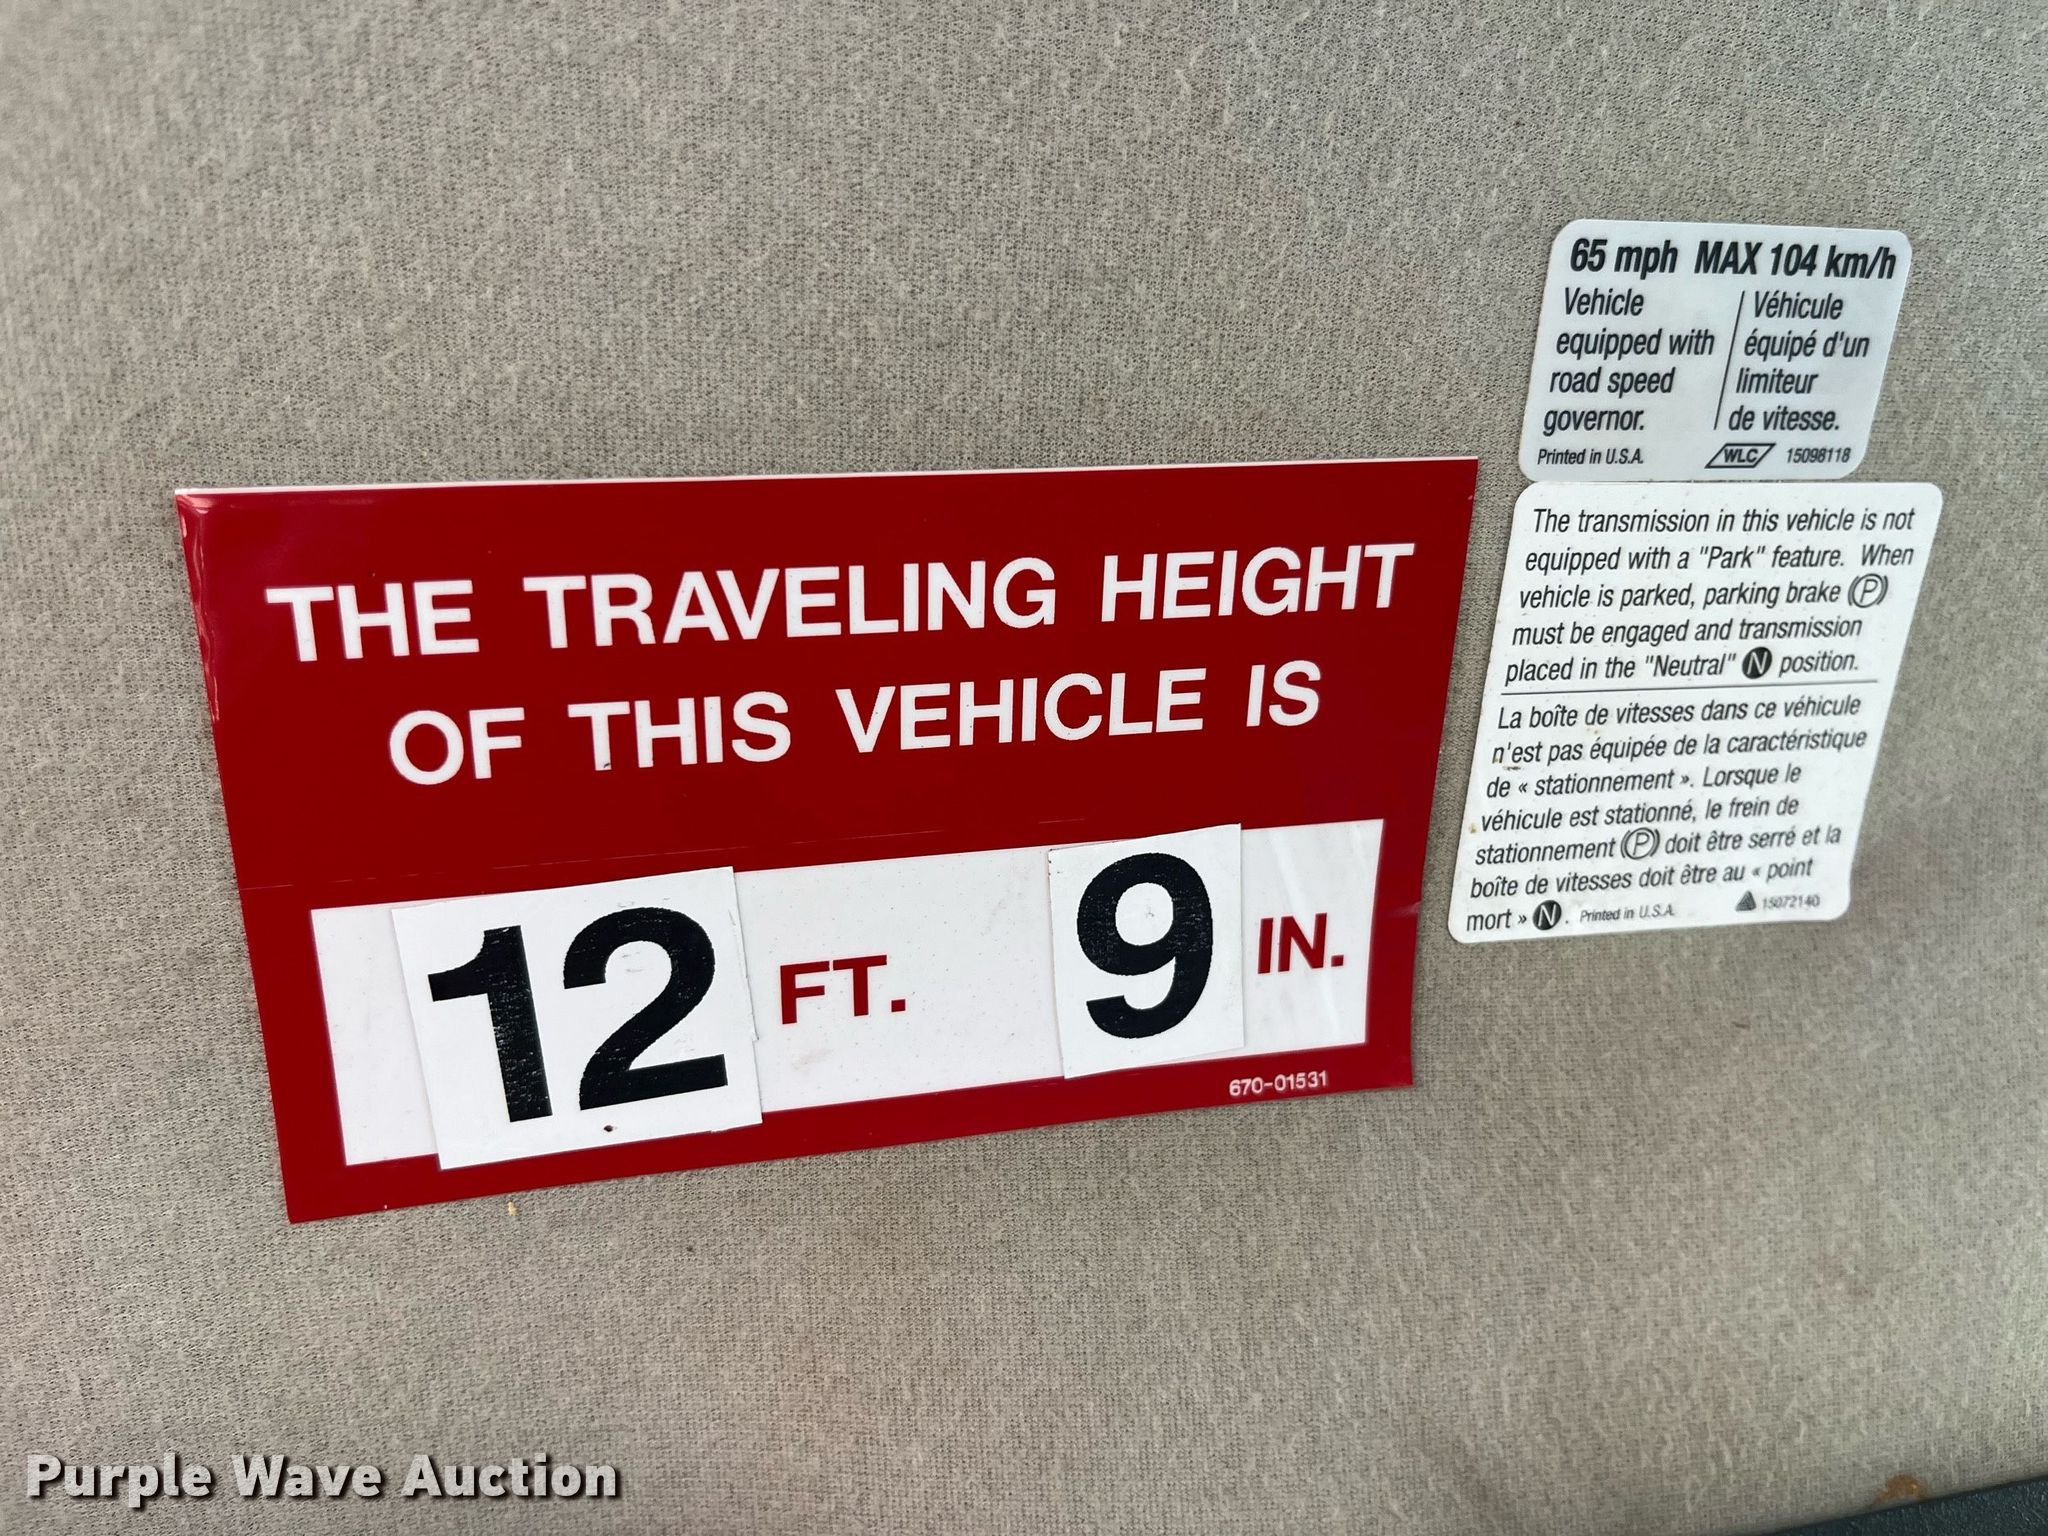 THE TRAVELING HEIGHT
OF THIS VEHICLE IS
12 FT. 9 IN.
670-01531
65 mph MAX 104 km/h
Vehicle
equipped with
road speed
governor.
Véhicule
équipé d'un
limiteur
de vitesse.
Printed in U.S.A. WLC 15098118
The transmission in this vehicle is not
equipped with a "Park" feature. When
vehicle is parked, parking brake (P)
must be engaged and transmission
placed in the "Neutral" N position.
La boîte de vitesses dans ce véhicule
n'est pas équipée de la caractéristique
de « stationnement ». Lorsque le
véhicule est stationné, le frein de
stationnement (P) doit être serré et la
boîte de vitesses doit être au « point
mort » N. Printed in U.S.A. 15072140
Purple Wave Auction